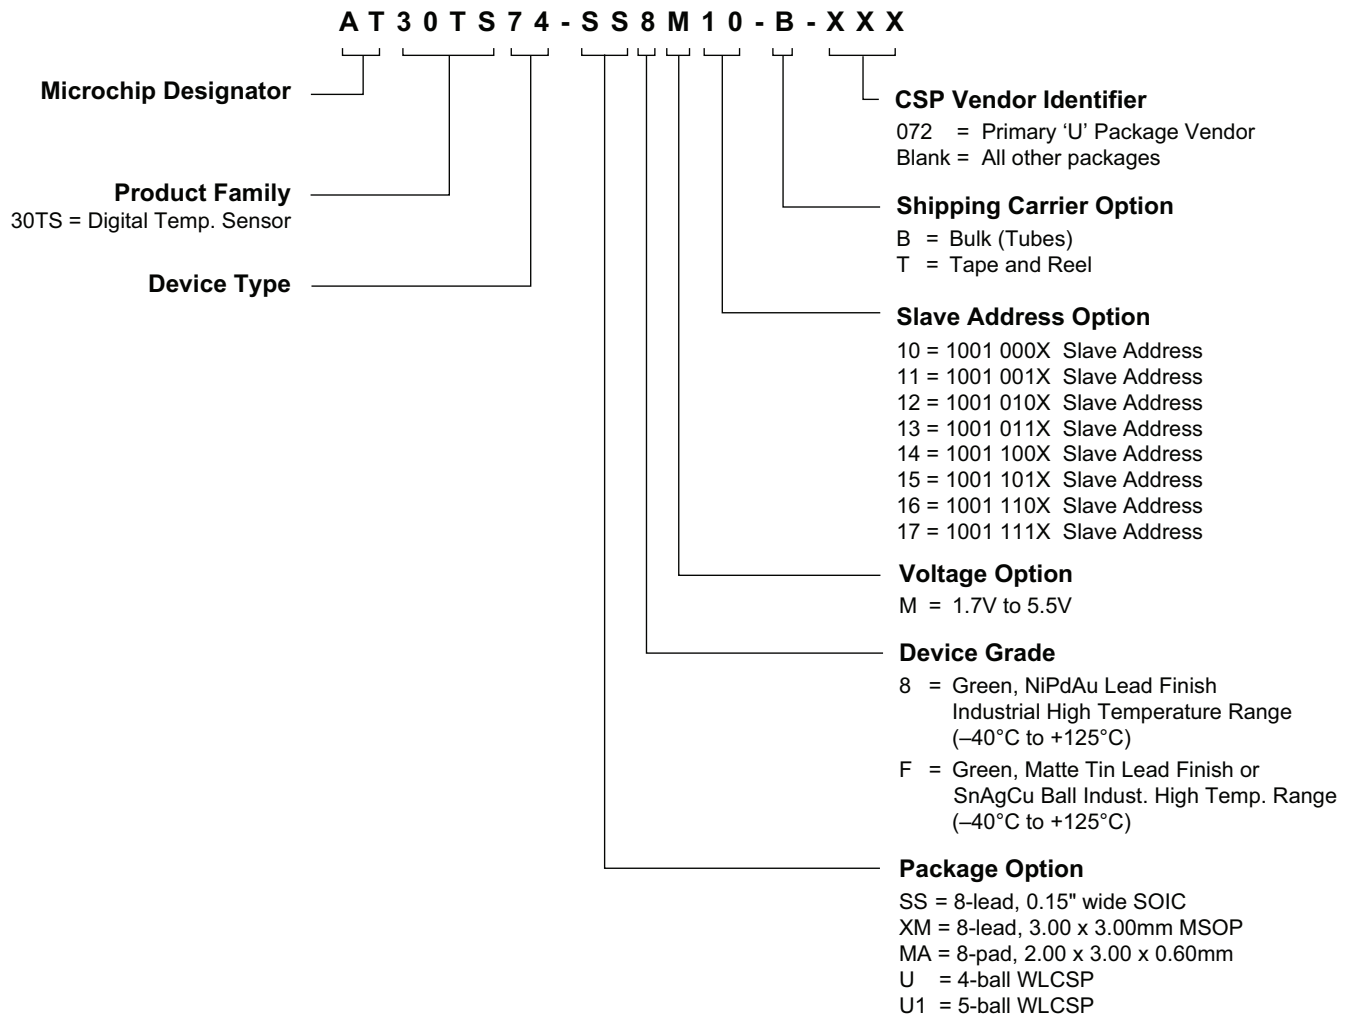 AT30TS74-SS8M10-B-XXX
Microchip Designator
Product Family
30TS = Digital Temp. Sensor
Device Type
CSP Vendor Identifier
072 = Primary ‘U’ Package Vendor
Blank = All other packages
Shipping Carrier Option
B = Bulk (Tubes)
T = Tape and Reel
Slave Address Option
10 = 1001 000X Slave Address
11 = 1001 001X Slave Address
12 = 1001 010X Slave Address
13 = 1001 011X Slave Address
14 = 1001 100X Slave Address
15 = 1001 101X Slave Address
16 = 1001 110X Slave Address
17 = 1001 111X Slave Address
Voltage Option
M = 1.7V to 5.5V
Device Grade
8 = Green, NiPdAu Lead Finish
Industrial High Temperature Range
(–40°C to +125°C)
F = Green, Matte Tin Lead Finish or
SnAgCu Ball Indust. High Temp. Range
(–40°C to +125°C)
Package Option
SS = 8-lead, 0.15" wide SOIC
XM = 8-lead, 3.00 x 3.00mm MSOP
MA = 8-pad, 2.00 x 3.00 x 0.60mm
U = 4-ball WLCSP
U1 = 5-ball WLCSP